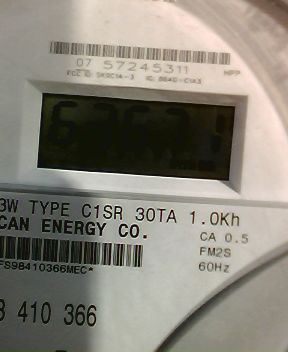 07 57245311
HPP
3W TYPE C1SR 30TA 1.0Kh
CAN ENERGY CO.
CA 0.5
FM2S
60Hz
FS98410366MEC*
8 410 366